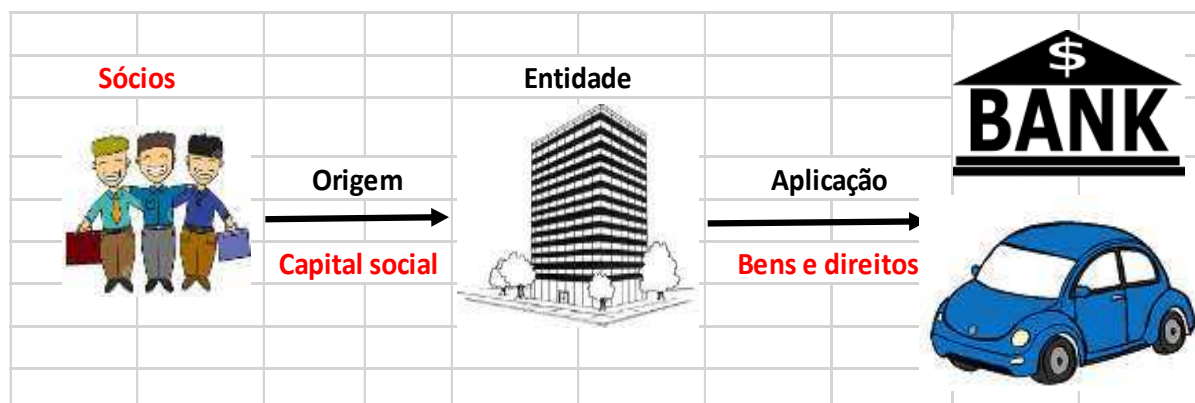 Sócios
Entidade
$
BANK
Origem
Aplicação
Capital social
Bens e direitos